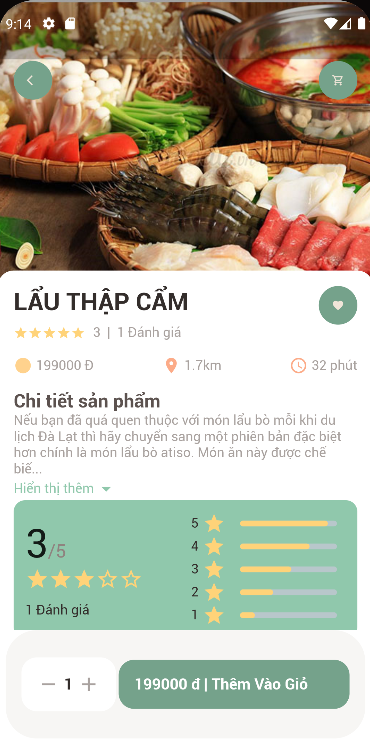 9:14
LẨU THẬP CẨM
3 | 1 Đánh giá
199000 Đ 1.7km 32 phút
Chi tiết sản phẩm
Nếu bạn đã quá quen thuộc với món lẩu bò mỗi khi du
lịch Đà Lạt thì hãy chuyển sang một phiên bản đặc biệt
hơn chính là món lẩu bò atiso. Món ăn này được chế
biế...
Hiển thị thêm
3/5
1 Đánh giá
5
4
3
2
1
1
199000 đ | Thêm Vào Giỏ